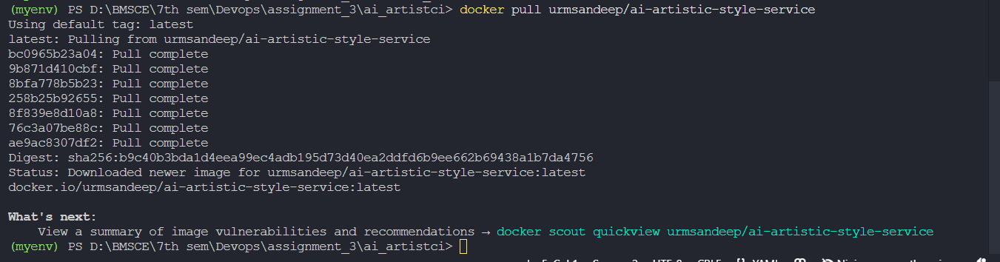 (myenv) PS D:\BMSCE\7th sem\Devops\assignment_3\ai_artistci> docker pull urmsandeep/ai-artistic-style-service
Using default tag: latest
latest: Pulling from urmsandeep/ai-artistic-style-service
bc0965b23a04: Pull complete
9b871d410cbf: Pull complete
8bfa778b5b23: Pull complete
258b25b92655: Pull complete
8f839e8d10a8: Pull complete
76c3a07be88c: Pull complete
ae9ac8307df2: Pull complete
Digest: sha256:b9c40b3bda1d4eea99ec4adb195d73d40ea2ddfd6b9ee662b69438a1b7da4756
Status: Downloaded newer image for urmsandeep/ai-artistic-style-service:latest
docker.io/urmsandeep/ai-artistic-style-service:latest
What's next:
View a summary of image vulnerabilities and recommendations → docker scout quickview urmsandeep/ai-artistic-style-service
(myenv) PS D:\BMSCE\7th sem\Devops\assignment_3\ai_artistci>